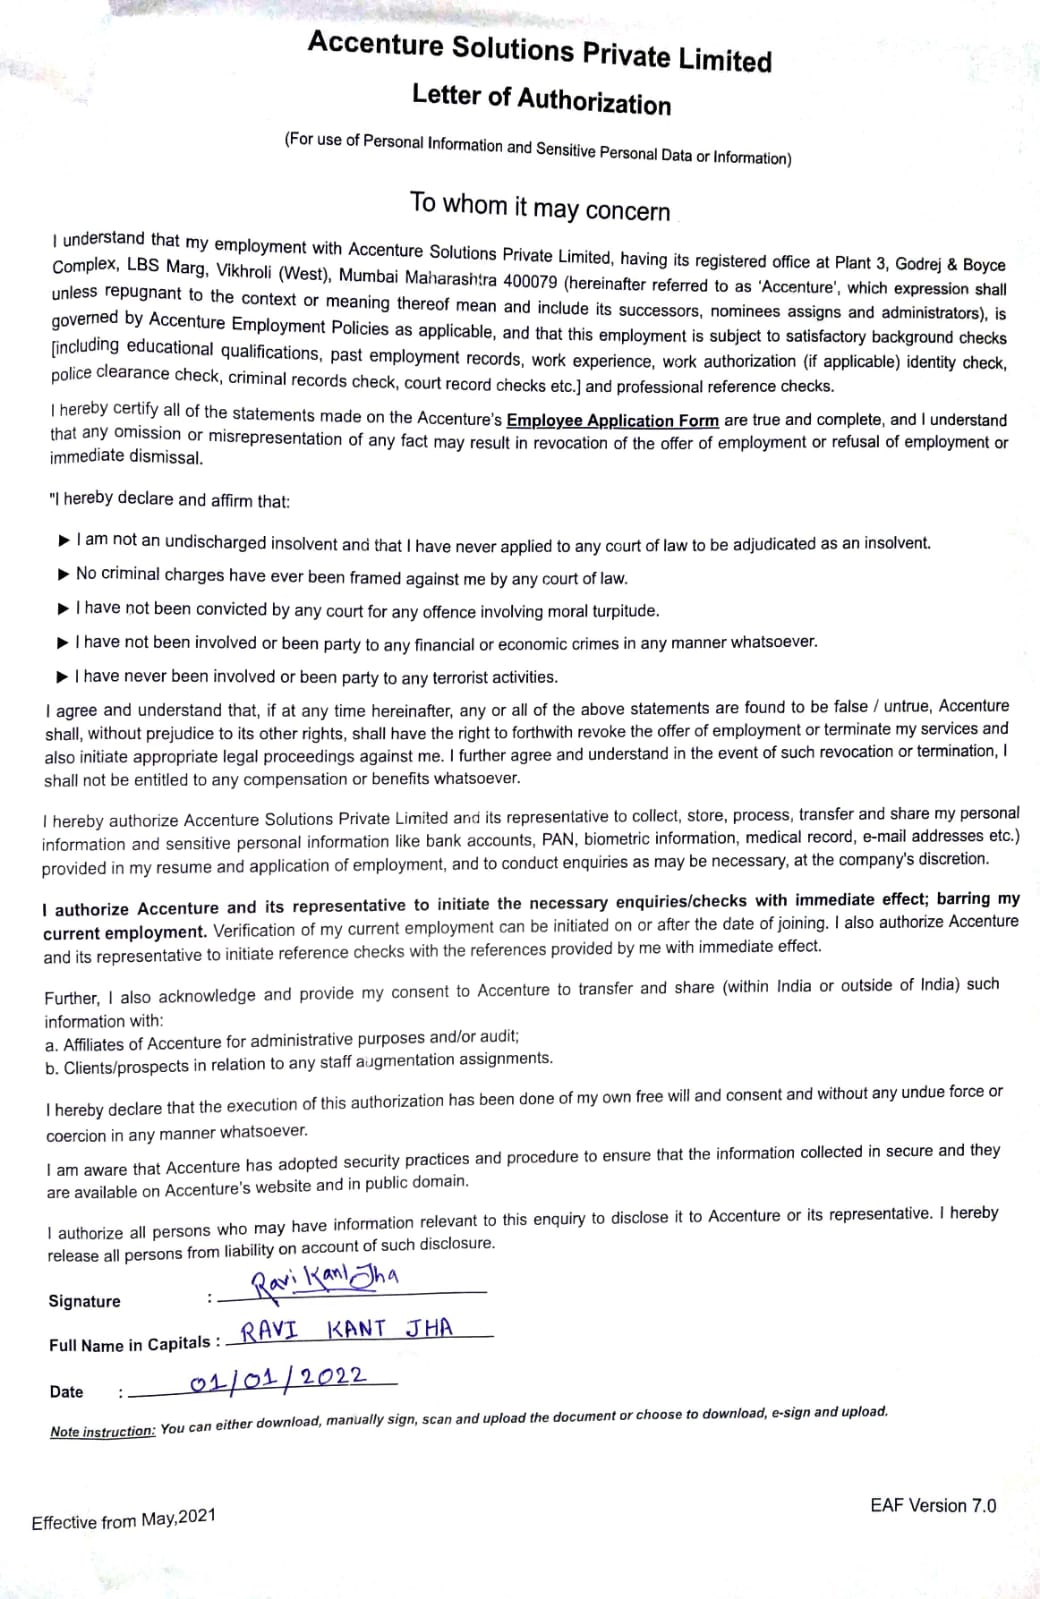 Accenture Solutions Private Limited
Letter of Authorization
(For use of Personal Information and Sensitive Personal Data or Information)
To whom it may concern
I understand that my employment with Accenture Solutions Private Limited, having its registered office at Plant 3, Godrej & Boyce
Complex, LBS Marg, Vikhroli (West), Mumbai Maharashtra 400079 (hereinafter referred to as ‘Accenture’, which expression shall
unless repugnant to the context or meaning thereof mean and include its successors, nominees assigns and administrators), is
governed by Accenture Employment Policies as applicable, and that this employment is subject to satisfactory background checks
[including educational qualifications, past employment records, work experience, work authorization (if applicable) identity check,
police clearance check, criminal records check, court record checks etc.] and professional reference checks.
I hereby certify all of the statements made on the Accenture's Employee Application Form are true and complete, and I understand
that any omission or misrepresentation of any fact may result in revocation of the offer of employment or refusal of employment or
immediate dismissal.
"I hereby declare and affirm that:
► I am not an undischarged insolvent and that I have never applied to any court of law to be adjudicated as an insolvent.
► No criminal charges have ever been framed against me by any court of law.
► I have not been convicted by any court for any offence involving moral turpitude.
► I have not been involved or been party to any financial or economic crimes in any manner whatsoever.
► I have never been involved or been party to any terrorist activities.
I agree and understand that, if at any time hereinafter, any or all of the above statements are found to be false / untrue, Accenture
shall, without prejudice to its other rights, shall have the right to forthwith revoke the offer of employment or terminate my services and
also initiate appropriate legal proceedings against me. I further agree and understand in the event of such revocation or termination, I
shall not be entitled to any compensation or benefits whatsoever.
I hereby authorize Accenture Solutions Private Limited and its representative to collect, store, process, transfer and share my personal
information and sensitive personal information like bank accounts, PAN, biometric information, medical record, e-mail addresses etc.)
provided in my resume and application of employment, and to conduct enquiries as may be necessary, at the company's discretion.
I authorize Accenture and its representative to initiate the necessary enquiries/checks with immediate effect; barring my
current employment. Verification of my current employment can be initiated on or after the date of joining. I also authorize Accenture
and its representative to initiate reference checks with the references provided by me with immediate effect.
Further, I also acknowledge and provide my consent to Accenture to transfer and share (within India or outside of India) such
information with:
a. Affiliates of Accenture for administrative purposes and/or audit;
b. Clients/prospects in relation to any staff augmentation assignments.
I hereby declare that the execution of this authorization has been done of my own free will and consent and without any undue force or
coercion in any manner whatsoever.
I am aware that Accenture has adopted security practices and procedure to ensure that the information collected in secure and they
are available on Accenture's website and in public domain.
I authorize all persons who may have information relevant to this enquiry to disclose it to Accenture or its representative. I hereby
release all persons from liability on account of such disclosure.
Signature : Ravi Kant Jha
Full Name in Capitals : RAVI KANT JHA
Date : 01/01/2022
Note instruction: You can either download, manually sign, scan and upload the document or choose to download, e-sign and upload.
EAF Version 7.0
Effective from May,2021